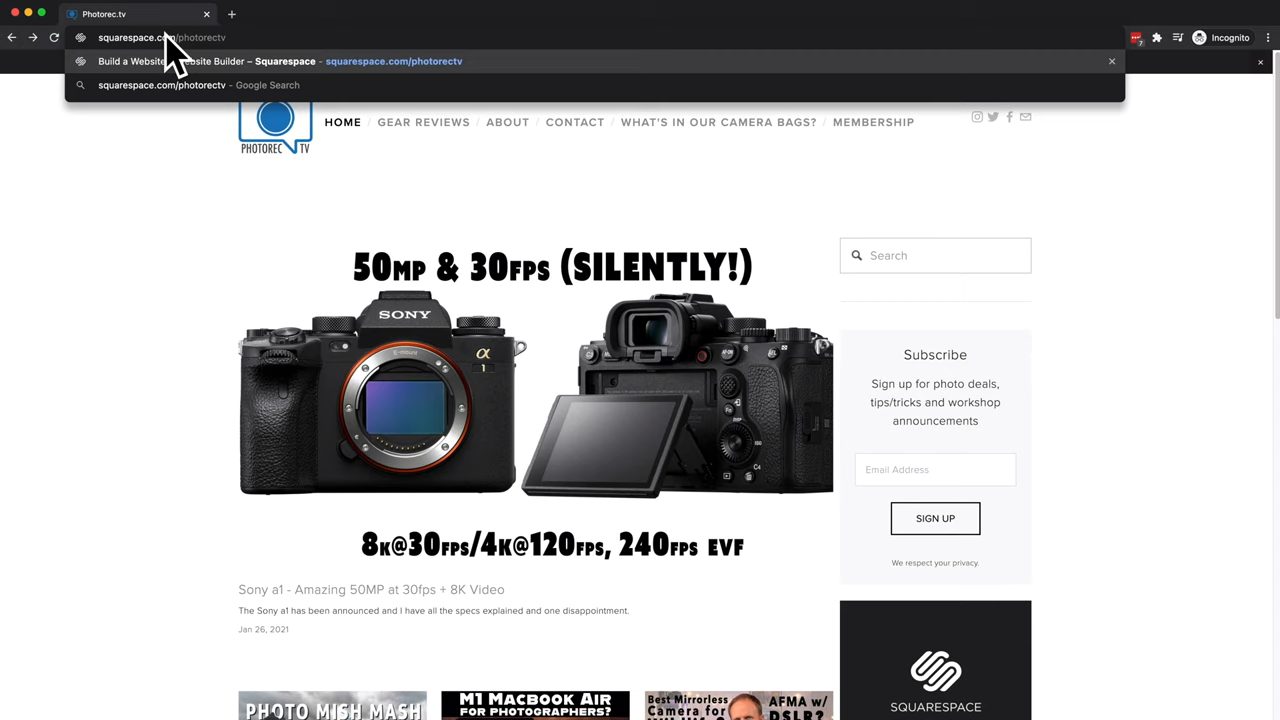 Photorec.tv
squarespace.com/photorectv
Incognito
7
Build a Website Builder – Squarespace - squarespace.com/photorectv
squarespace.com/photorectv - Google Search
PHOTOREC TV
HOME / GEAR REVIEWS / ABOUT / CONTACT / WHAT'S IN OUR CAMERA BAGS? / MEMBERSHIP
50MP & 30FPS (SILENTLY!)
Search
SONY
E-mount
α
1
Subscribe
Sign up for photo deals,
tips/tricks and workshop
announcements
Email Address
SIGN UP
We respect your privacy.
8K@30FPS/4K@120FPS, 240FPS EVF
Sony a1 - Amazing 50MP at 30fps + 8K Video
The Sony a1 has been announced and I have all the specs explained and one disappointment.
Jan 26, 2021
SQUARESPACE
PHOTO MISH MASH
M1 MACBOOK AIR
FOR PHOTOGRAPHERS?
Best Mirrorless
Camera for
AFMA w/
DSLR?